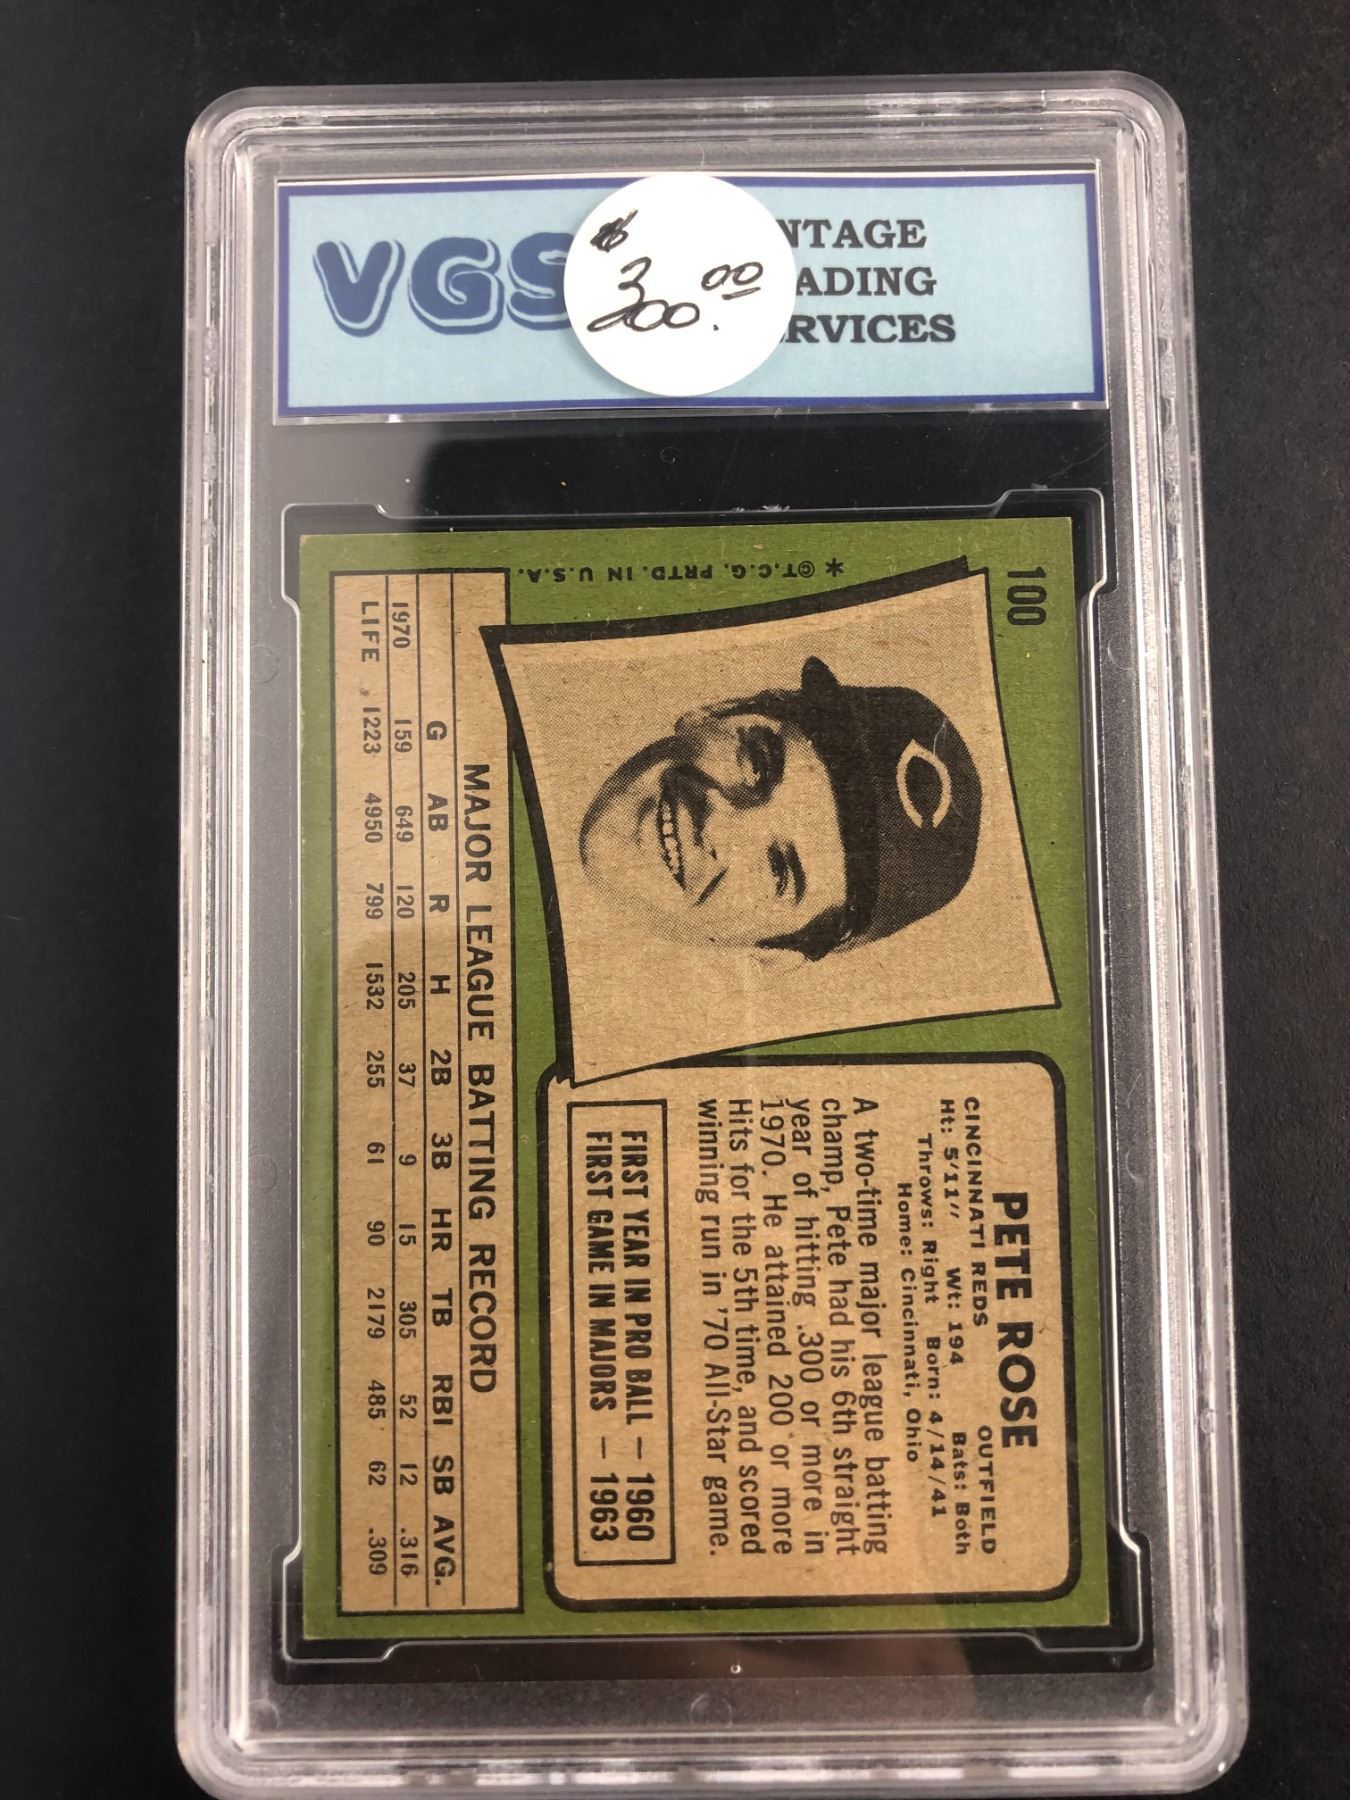 VGS
NTAGE
ADING
RVICES
$ 300.00
100
* © T.C.G. PRTD. IN U.S.A.
PETE ROSE
CINCINNATI REDS OUTFIELD
Ht: 5'11" Wt: 194 Bats: Both
Throws: Right Born: 4/14/41
Home: Cincinnati, Ohio
A two-time major league batting
champ, Pete had his 6th straight
year of hitting .300 or more in
1970. He attained 200 or more
Hits for the 5th time, and scored
winning run in '70 All-Star game.
FIRST YEAR IN PRO BALL — 1960
FIRST GAME IN MAJORS — 1963
MAJOR LEAGUE BATTING RECORD
G AB R H 2B 3B HR TB RBI SB AVG.
1970 159 649 120 205 37 9 15 305 52 12 .316
LIFE 1223 4950 799 1532 255 61 90 2179 485 62 .309